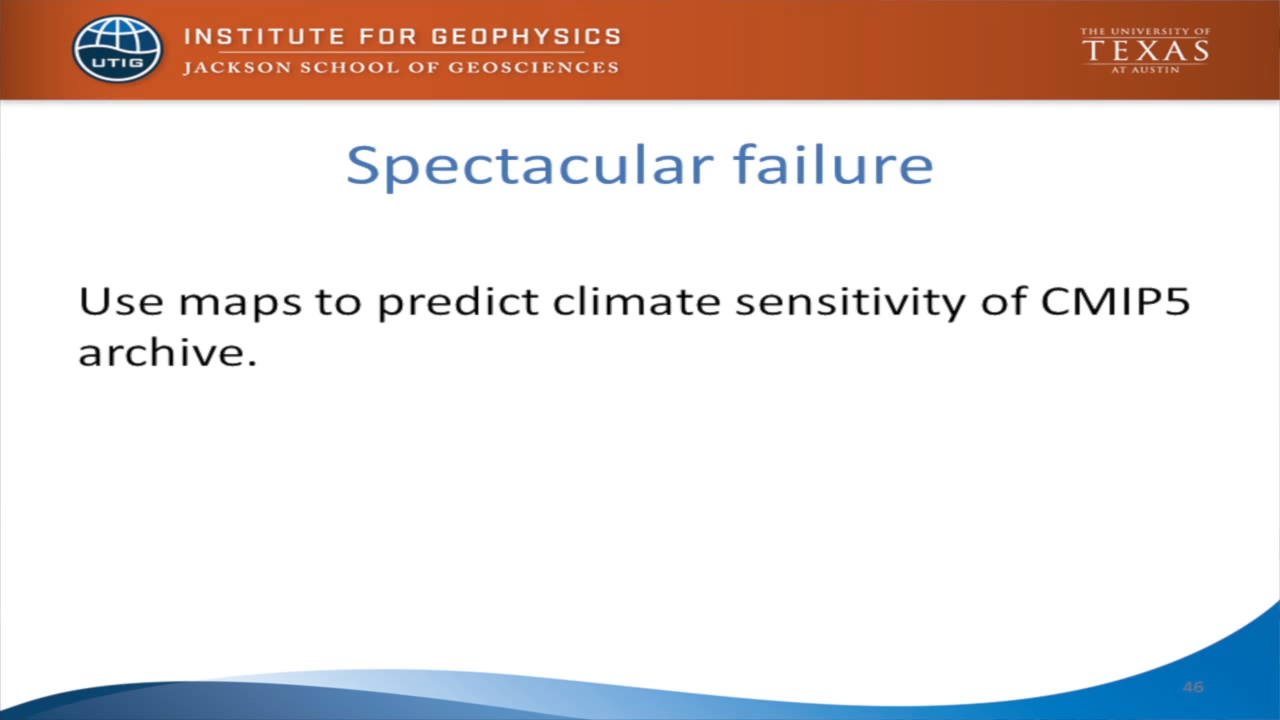 UTIG
INSTITUTE FOR GEOPHYSICS
JACKSON SCHOOL OF GEOSCIENCES
THE UNIVERSITY OF
TEXAS
AT AUSTIN
Spectacular failure
Use maps to predict climate sensitivity of CMIP5
archive.
46